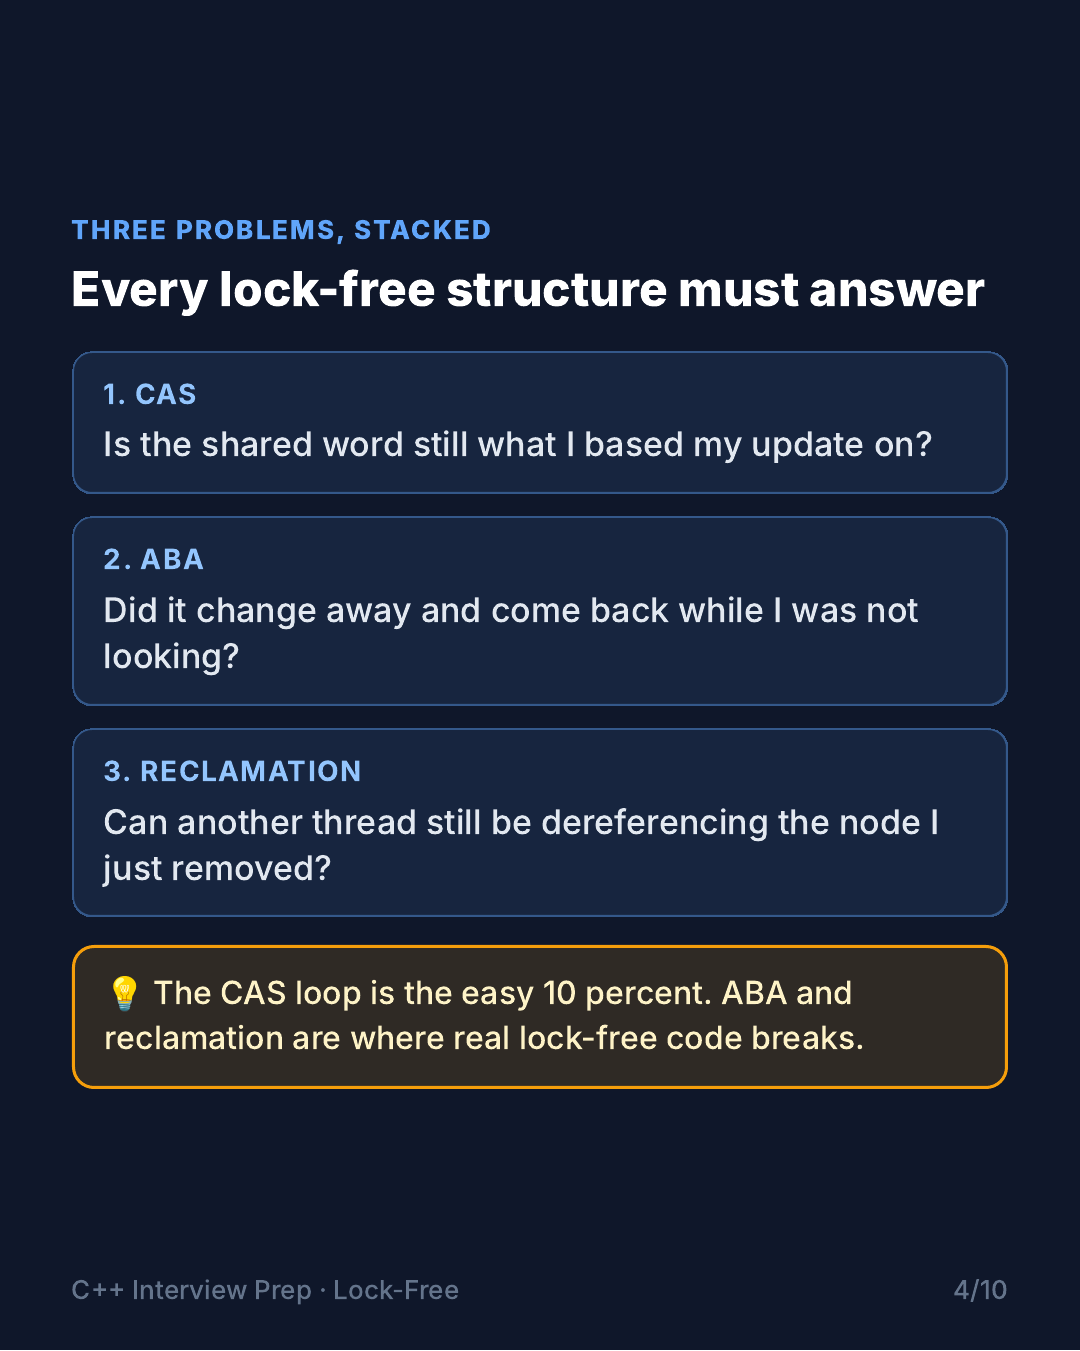 THREE PROBLEMS, STACKED
Every lock-free structure must answer
1. CAS
Is the shared word still what I based my update on?
2. ABA
Did it change away and come back while I was not
looking?
3. RECLAMATION
Can another thread still be dereferencing the node I
just removed?
💡 The CAS loop is the easy 10 percent. ABA and
reclamation are where real lock-free code breaks.
C++ Interview Prep · Lock-Free
4/10